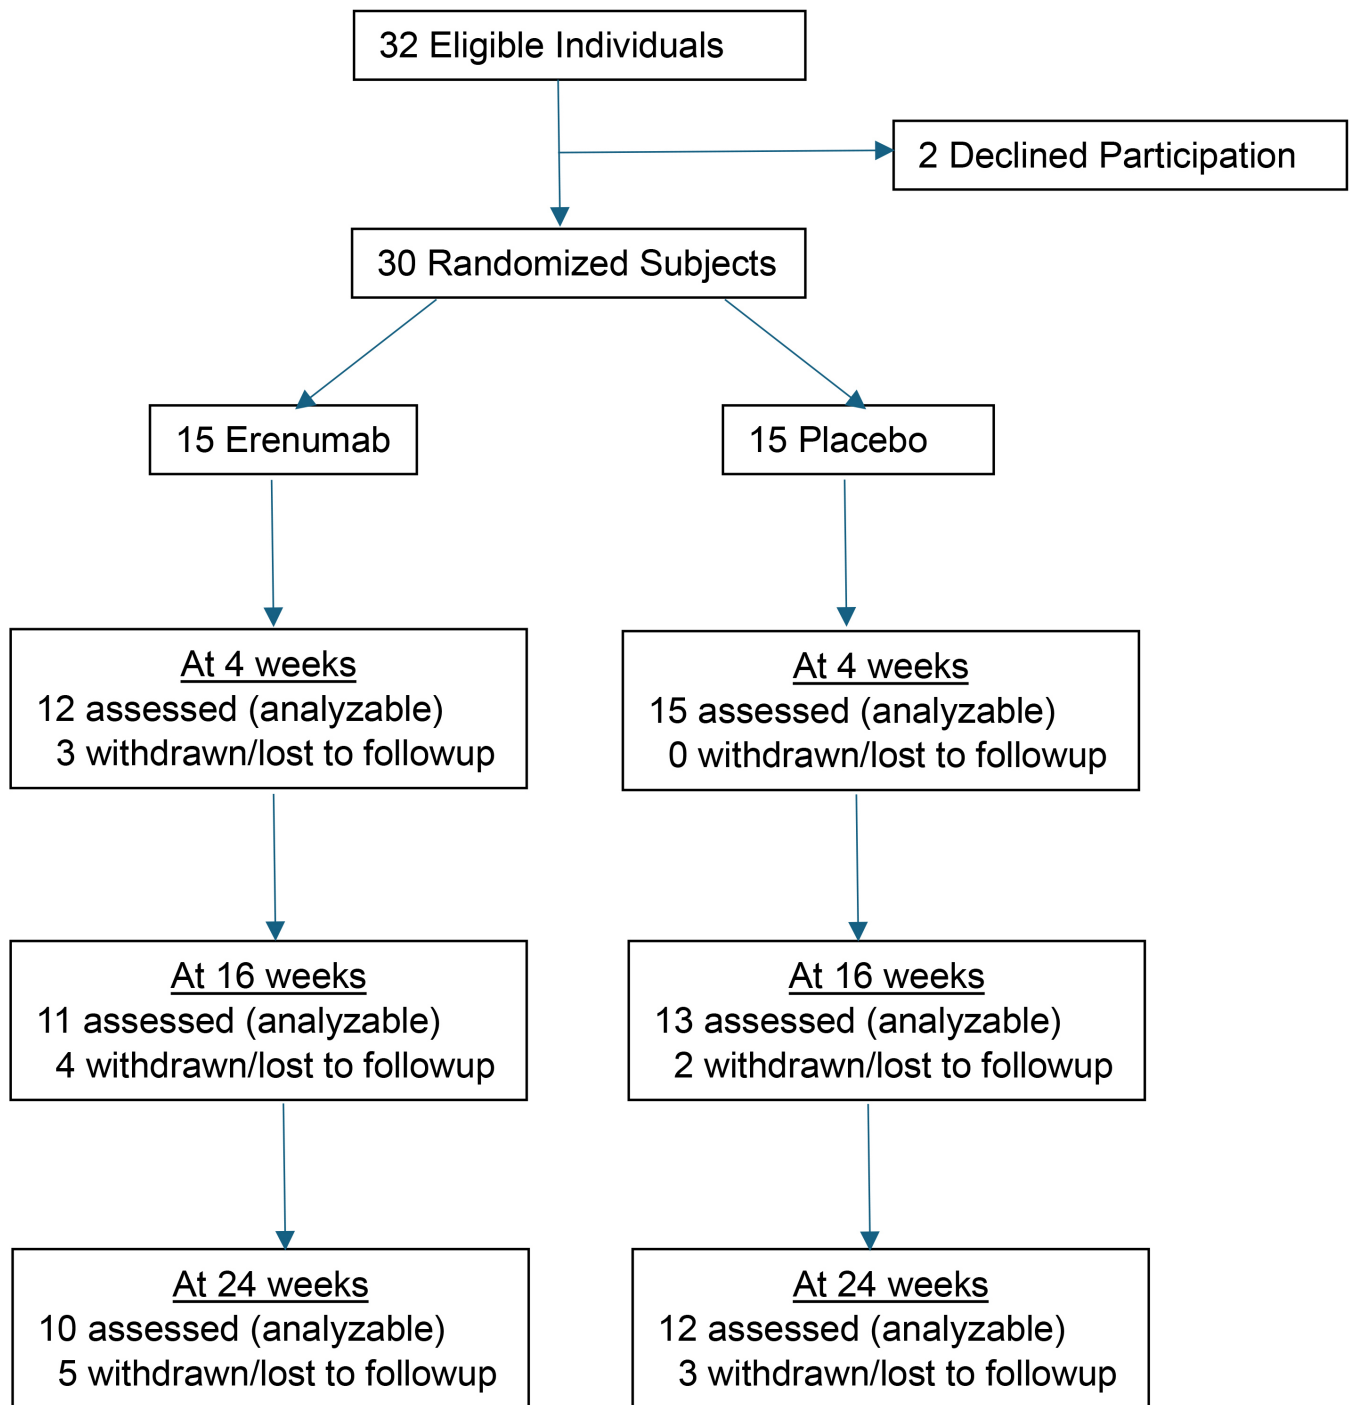 32 Eligible Individuals
2 Declined Participation
30 Randomized Subjects
15 Erenumab
15 Placebo
At 4 weeks
12 assessed (analyzable)
3 withdrawn/lost to followup
At 4 weeks
15 assessed (analyzable)
0 withdrawn/lost to followup
At 16 weeks
11 assessed (analyzable)
4 withdrawn/lost to followup
At 16 weeks
13 assessed (analyzable)
2 withdrawn/lost to followup
At 24 weeks
10 assessed (analyzable)
5 withdrawn/lost to followup
At 24 weeks
12 assessed (analyzable)
3 withdrawn/lost to followup